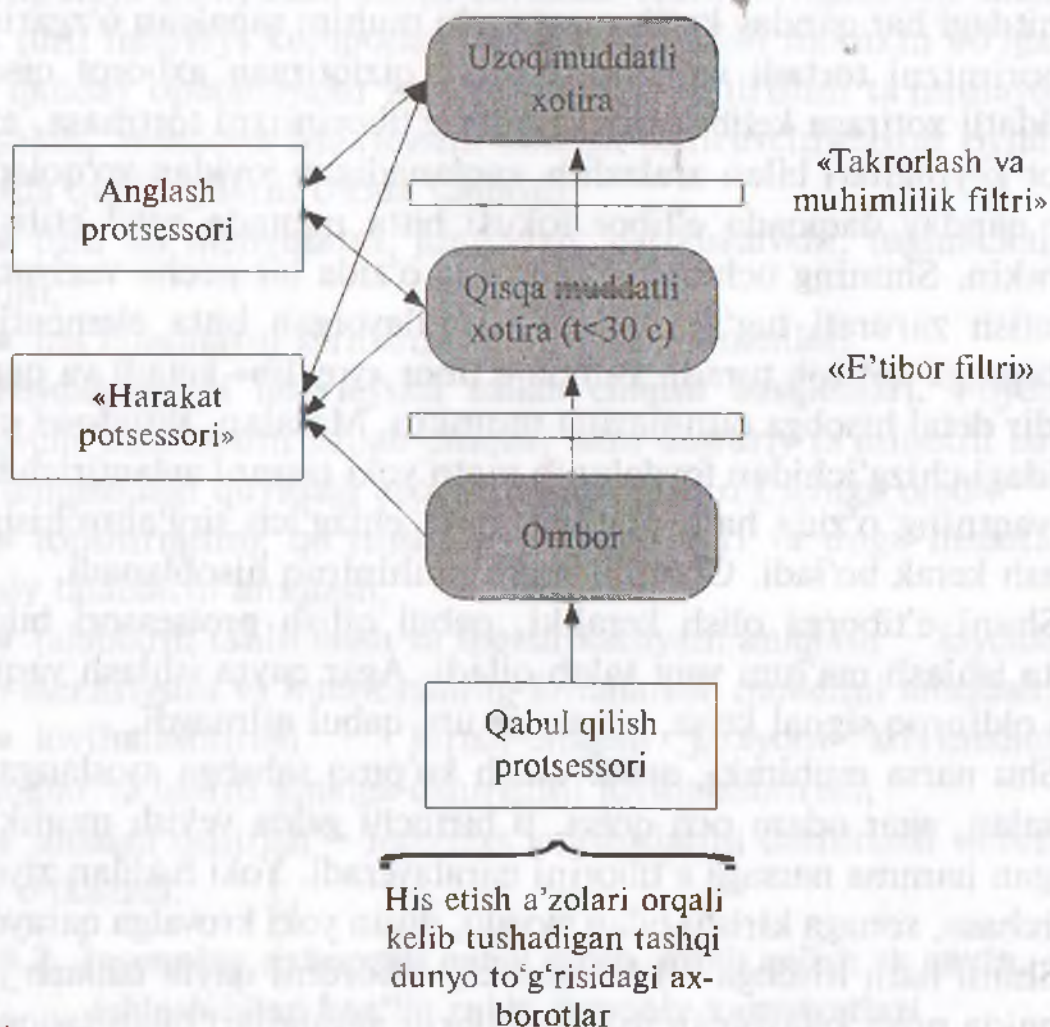 Uzoq muddatli
xotira
Anglash
protsessori
«Takrorlash va
muhimlilik filtri»
Qisqa muddatli
xotira (t<30 c)
«Harakat
potsessori»
«E'tibor filtri»
Ombor
Qabul qilish
protsessori
His etish a'zolari orqali
kelib tushadigan tashqi
dunyo to‘g‘risidagi ax-
borotlar